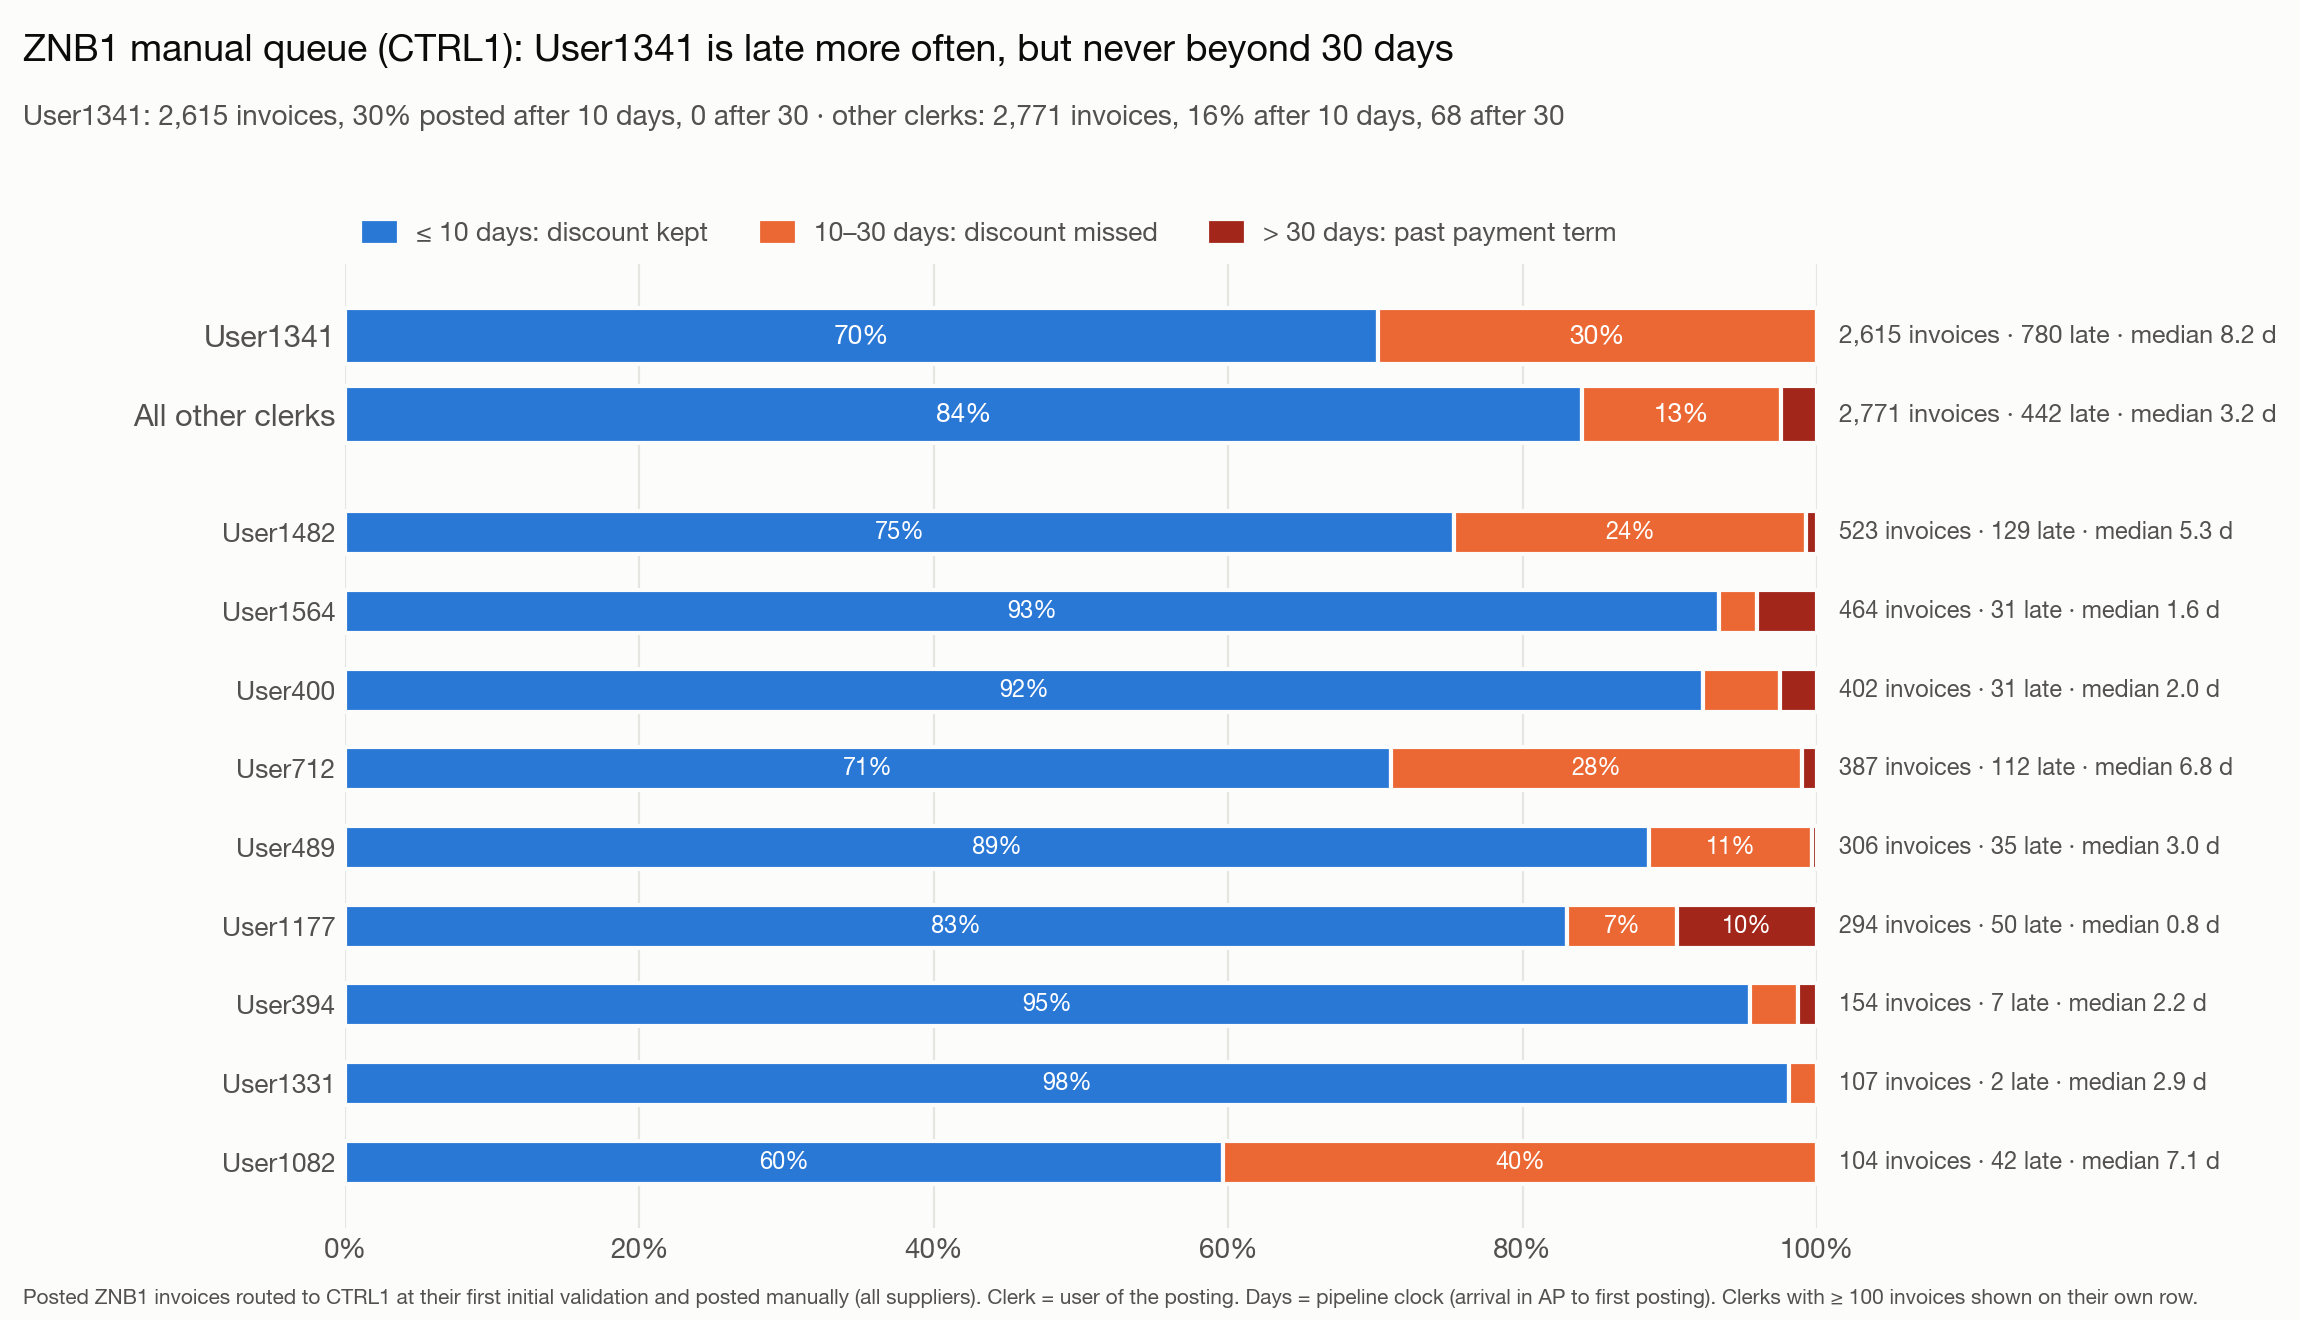 ZNB1 manual queue (CTRL1): User1341 is late more often, but never beyond 30 days
User1341: 2,615 invoices, 30% posted after 10 days, 0 after 30 · other clerks: 2,771 invoices, 16% after 10 days, 68 after 30
≤ 10 days: discount kept 10–30 days: discount missed > 30 days: past payment term
User1341 70% 30% 2,615 invoices · 780 late · median 8.2 d
All other clerks 84% 13% 2,771 invoices · 442 late · median 3.2 d
User1482 75% 24% 523 invoices · 129 late · median 5.3 d
User1564 93% 464 invoices · 31 late · median 1.6 d
User400 92% 402 invoices · 31 late · median 2.0 d
User712 71% 28% 387 invoices · 112 late · median 6.8 d
User489 89% 11% 306 invoices · 35 late · median 3.0 d
User1177 83% 7% 10% 294 invoices · 50 late · median 0.8 d
User394 95% 154 invoices · 7 late · median 2.2 d
User1331 98% 107 invoices · 2 late · median 2.9 d
User1082 60% 40% 104 invoices · 42 late · median 7.1 d
0% 20% 40% 60% 80% 100%
Posted ZNB1 invoices routed to CTRL1 at their first initial validation and posted manually (all suppliers). Clerk = user of the posting. Days = pipeline clock (arrival in AP to first posting). Clerks with ≥ 100 invoices shown on their own row.